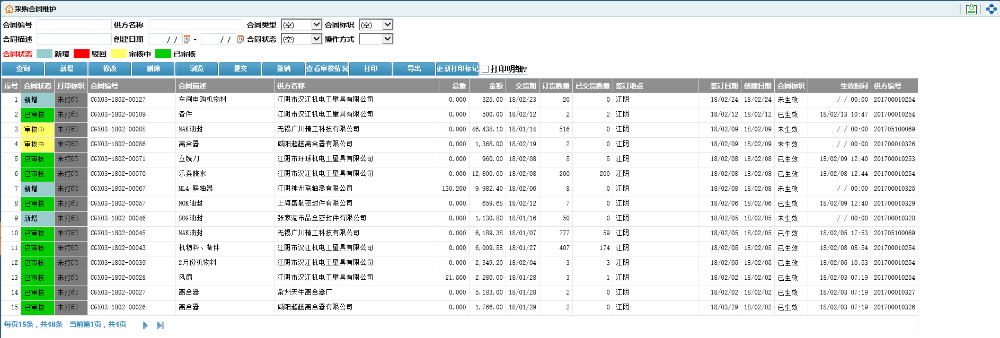 采购合同维护
合同编号 供方名称 合同类型 (空) 合同标识 (空)
合同描述 创建日期 / / - / / 合同状态 (空) 操作方式
合同状态 新增 驳回 审核中 已审核
查询 新增 修改 删除 浏览 提交 撤销 查看审核情况 打印 导出 更新打印标记 打印明细?
序号 合同状态 打印标识 合同编号 合同描述 供方名称 总重 金额 交货期 订货数量 已交货数量 签订地点 签订日期 创建日期 合同标识 生效时间 供方编号
1 新增 未打印 CGX03-1802-00127 车间申购机物料 江阴市汉江机电工量具有限公司 0.000 325.00 18/02/23 20 0 江阴 18/02/24 18/02/24 未生效 / / 00:00 201700010254
2 已审核 未打印 CGX03-1802-00109 备件 江阴市汉江机电工量具有限公司 0.000 500.00 18/02/12 2 2 江阴 18/02/12 18/02/12 已生效 18/02/13 10:47 201700010254
3 审核中 未打印 CGX03-1802-00088 NAK油封 无锡广川精工科技有限公司 0.000 46,438.10 18/01/14 516 0 江阴 18/02/09 18/02/09 未生效 / / 00:00 201705100069
4 审核中 未打印 CGX03-1802-00086 离合器 咸阳超越离合器有限公司 0.000 1,368.00 18/02/19 2 0 江阴 18/02/09 18/02/09 未生效 / / 00:00 201700010326
5 已审核 未打印 CGX03-1802-00071 立铣刀 江阴市环球机电工量具有限公司 0.000 960.00 18/02/08 5 5 江阴 18/02/08 18/02/08 已生效 18/02/09 12:40 201700010253
6 已审核 未打印 CGX03-1802-00070 乐泰胶水 江阴市汉江机电工量具有限公司 0.000 12,800.00 18/02/08 200 200 江阴 18/02/08 18/02/08 已生效 18/02/08 12:44 201700010254
7 新增 未打印 CGX03-1802-00067 ML4 联轴器 江阴神州联轴器有限公司 130.200 9,982.40 18/02/06 8 0 江阴 18/02/08 18/02/08 未生效 / / 00:00 201700010325
8 已审核 未打印 CGX03-1802-00057 NOK油封 上海盛航密封件有限公司 0.000 659.68 18/02/12 7 0 江阴 18/02/06 18/02/06 已生效 18/02/09 12:40 201700010329
9 新增 未打印 CGX03-1802-00046 SOG油封 张家港市品全密封件有限公司 0.000 1,130.80 18/01/16 50 0 江阴 18/02/05 18/02/05 未生效 / / 00:00 201700010328
10 已审核 未打印 CGX03-1802-00045 NAK油封 无锡广川精工科技有限公司 0.000 6,189.38 18/01/07 777 59 江阴 18/02/05 18/02/05 已生效 18/02/05 17:53 201705100069
11 已审核 未打印 CGX03-1802-00043 机物料、备件 江阴市汉江机电工量具有限公司 0.000 6,009.58 18/01/27 407 174 江阴 18/02/05 18/02/05 已生效 18/02/08 08:54 201700010254
12 已审核 未打印 CGX03-1802-00039 2月份机物料 江阴市汉江机电工量具有限公司 0.000 2,349.20 18/02/04 3 3 江阴 18/02/05 18/02/05 已生效 18/02/05 10:53 201700010254
13 已审核 未打印 CGX03-1802-00028 风扇 江阴市汉江机电工量具有限公司 21.500 2,280.00 18/01/28 3 1 江阴 18/02/02 18/02/02 已生效 18/02/03 07:19 201700010254
14 已审核 未打印 CGX03-1802-00027 离合器 常州天牛离合器厂 0.000 5,183.00 18/01/28 2 0 江阴 18/02/02 18/02/02 已生效 18/02/03 07:19 201700010327
15 已审核 未打印 CGX03-1802-00026 离合器 咸阳超越离合器有限公司 0.000 1,766.00 18/01/29 2 0 江阴 18/03/29 18/02/02 已生效 18/02/03 07:19 201700010326
每页15条，共48条 当前第1页，共4页